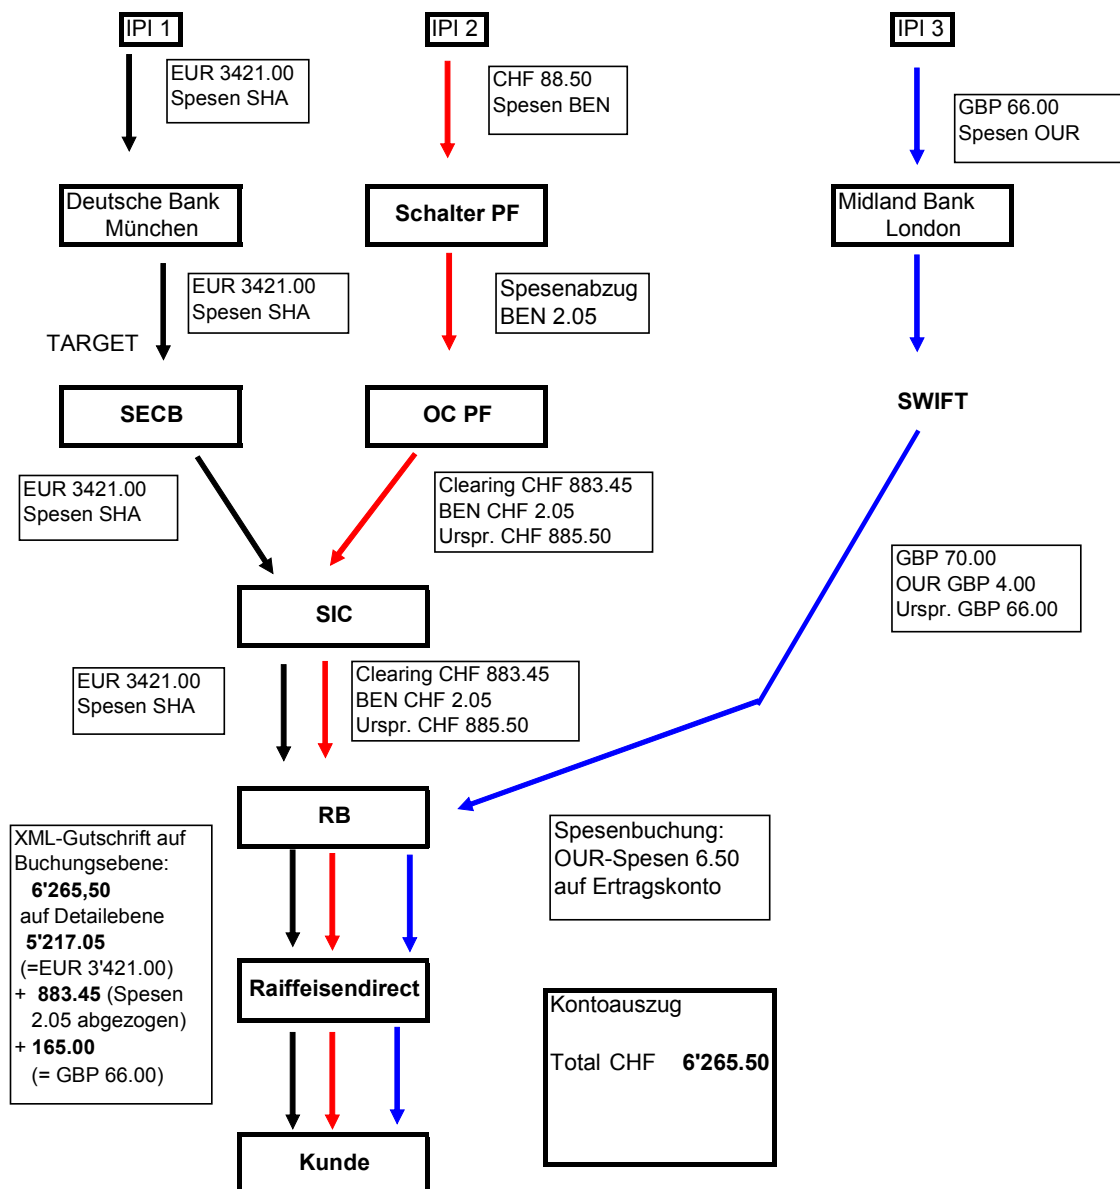 IPI 1
IPI 2
IPI 3
EUR 3421.00
Spesen SHA
CHF 88.50
Spesen BEN
GBP 66.00
Spesen OUR
Deutsche Bank
München
Schalter PF
Midland Bank
London
EUR 3421.00
Spesen SHA
Spesenabzug
BEN 2.05
TARGET
SECB
OC PF
SWIFT
EUR 3421.00
Spesen SHA
Clearing CHF 883.45
BEN CHF 2.05
Urspr. CHF 885.50
GBP 70.00
OUR GBP 4.00
Urspr. GBP 66.00
SIC
EUR 3421.00
Spesen SHA
Clearing CHF 883.45
BEN CHF 2.05
Urspr. CHF 885.50
RB
XML-Gutschrift auf
Buchungsebene:
6'265,50
auf Detailebene
5'217.05
(=EUR 3'421.00)
+ 883.45 (Spesen
2.05 abgezogen)
+ 165.00
(= GBP 66.00)
Spesenbuchung:
OUR-Spesen 6.50
auf Ertragskonto
Raiffeisendirect
Kontoauszug
Total CHF 6'265.50
Kunde